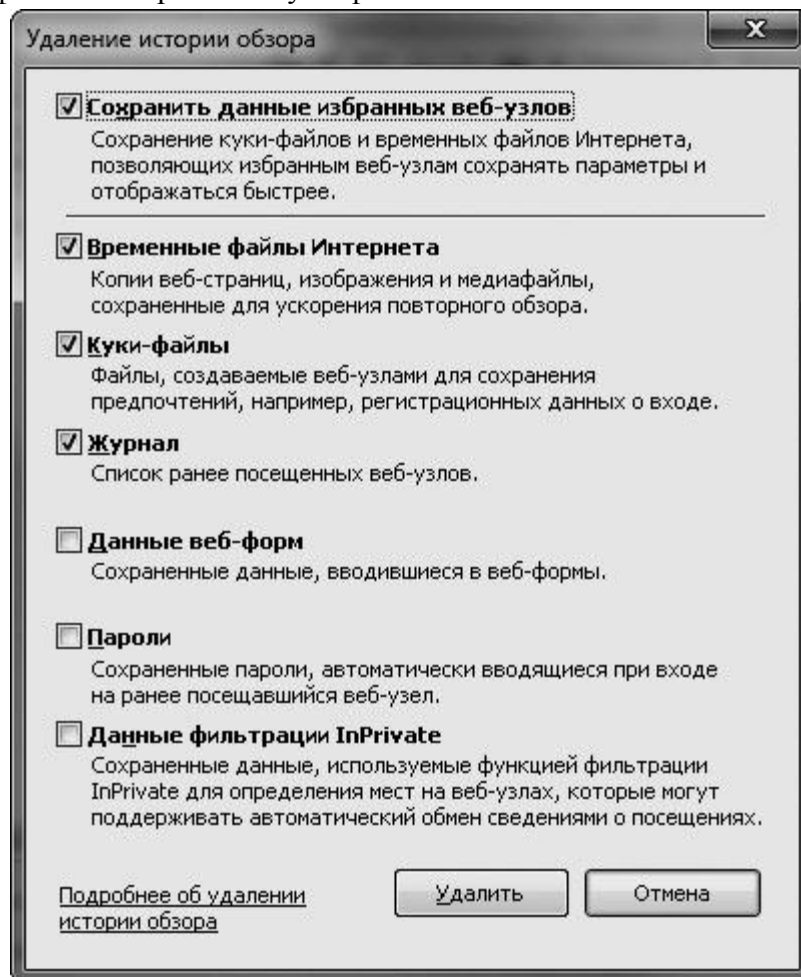 Удаление истории обзора
Сохранить данные избранных веб-узлов
Сохранение куки-файлов и временных файлов Интернета,
позволяющих избранным веб-узлам сохранять параметры и
отображаться быстрее.
Временные файлы Интернета
Копии веб-страниц, изображения и медиафайлы,
сохраненные для ускорения повторного обзора.
Куки-файлы
Файлы, создаваемые веб-узлами для сохранения
предпочтений, например, регистрационных данных о входе.
Журнал
Список ранее посещенных веб-узлов.
Данные веб-форм
Сохраненные данные, вводившиеся в веб-формы.
Пароли
Сохраненные пароли, автоматически вводящиеся при входе
на ранее посещавшийся веб-узел.
Данные фильтрации InPrivate
Сохраненные данные, используемые функцией фильтрации
InPrivate для определения мест на веб-узлах, которые могут
поддерживать автоматический обмен сведениями о посещениях.
Подробнее об удалении
истории обзора
Удалить
Отмена